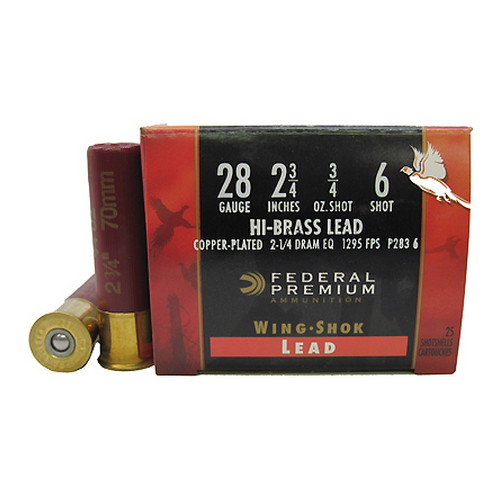 28 2 3/4 3/4 6
GAUGE INCHES OZ. SHOT SHOT
HI-BRASS LEAD
COPPER-PLATED 2-1/4 DRAM EQ 1295 FPS P283 6
FEDERAL
PREMIUM
AMMUNITION
WING·SHOK
LEAD
25
SHOTSHELLS
CARTOUCHES
2 3/4" 70mm